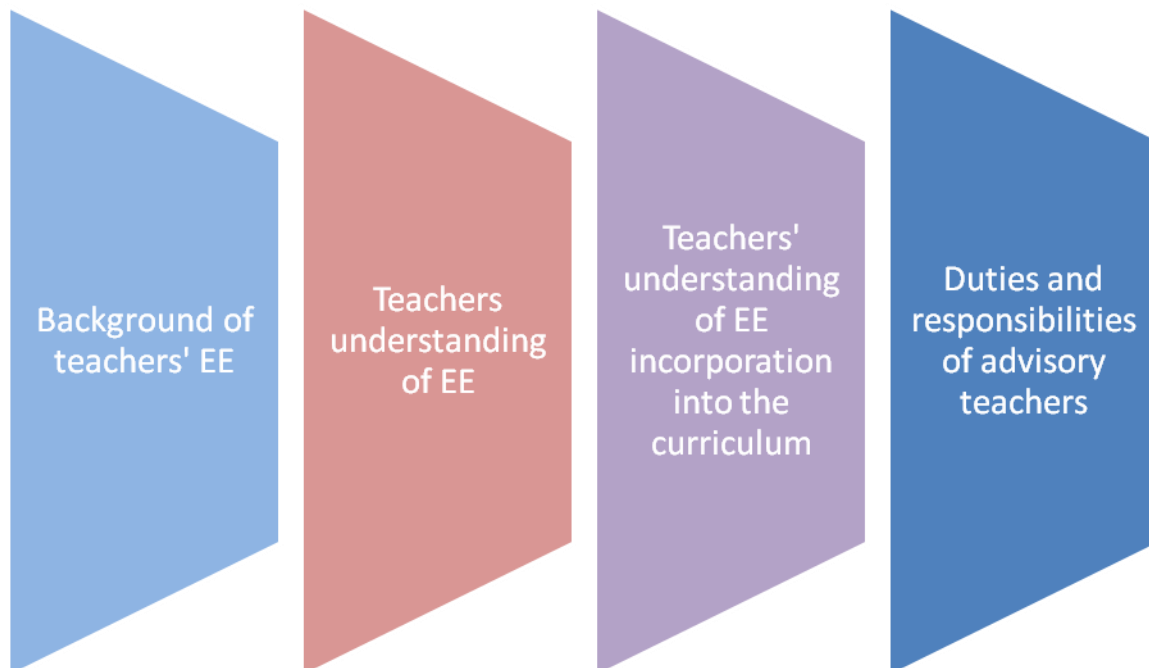 Background of
teachers' EE
Teachers
understanding
of EE
Teachers'
understanding
of EE
incorporation
into the
curriculum
Duties and
responsibilities
of advisory
teachers